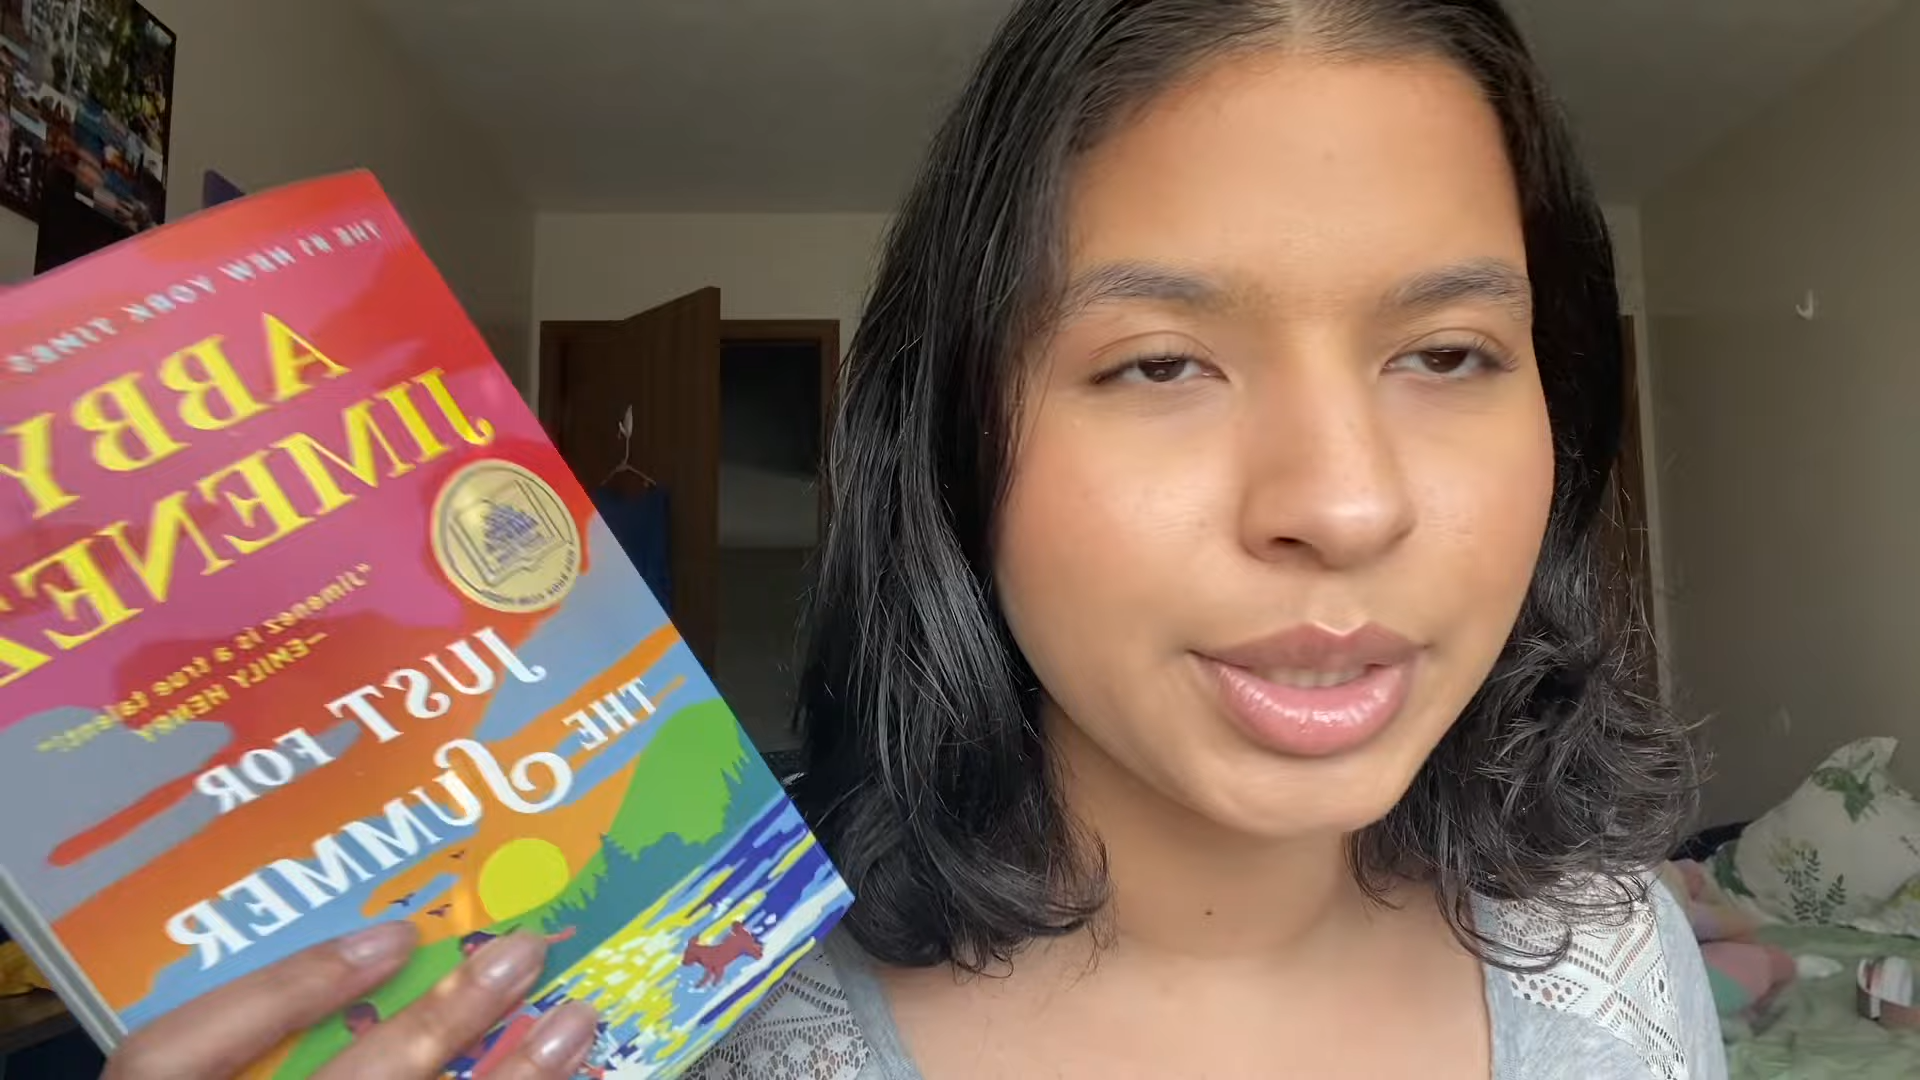 THE #1 NEW YORK TIMES
ABBY
JIMENEZ
"Jimenez is a true talent."
—EMILY HENRY
JUST FOR
THE
SUMMER